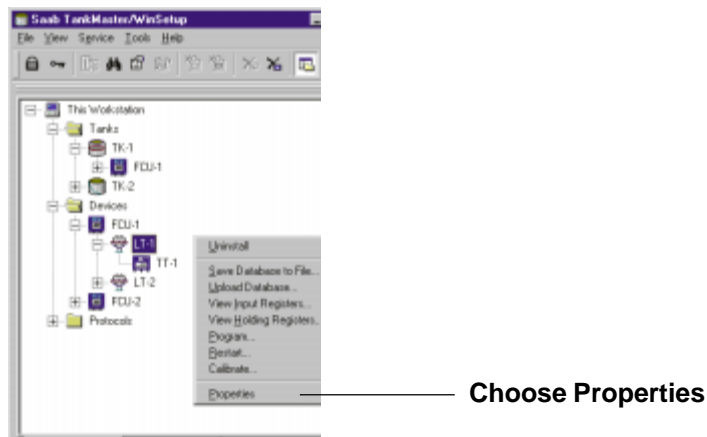 Saab TankMaster/WinSetup
File View Service Tools Help
This Workstation
Tanks
TK-1
FCU-1
TK-2
Devices
FCU-1
LT-1
TT-1
LT-2
FCU-2
Protocols
Uninstall
Save Database to File...
Upload Database...
View Input Registers...
View Holding Registers..
Program...
Restart...
Calibrate...
Properties
Choose Properties